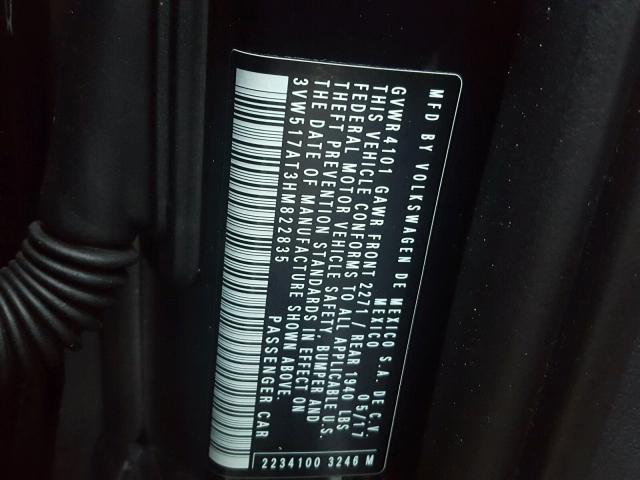 MFD BY VOLKSWAGEN DE MEXICO S.A. DE C.V.
MEXICO 05/17
GVWR 4101 GAWR FRONT 2271 / REAR 1940 LBS
THIS VEHICLE CONFORMS TO ALL APPLICABLE U.S.
FEDERAL MOTOR VEHICLE SAFETY, BUMPER AND
THEFT PREVENTION STANDARDS IN EFFECT ON
THE DATE OF MANUFACTURE SHOWN ABOVE.
3VW517AT3HM822835 PASSENGER CAR
2234100 3246 M